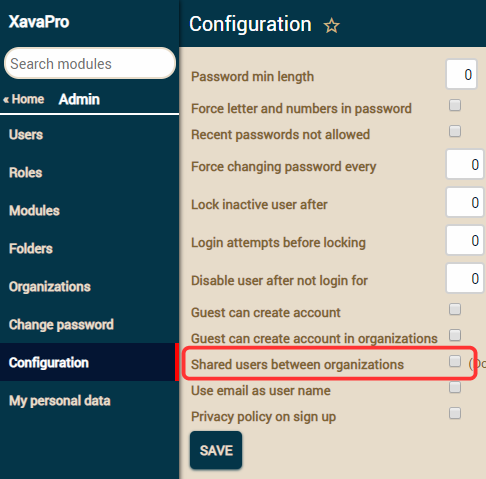 XavaPro
Search modules
« Home Admin
Users
Roles
Modules
Folders
Organizations
Change password
Configuration
My personal data
Configuration ☆
Password min length 0
Force letter and numbers in password
Recent passwords not allowed
Force changing password every 0
Lock inactive user after 0
Login attempts before locking 0
Disable user after not login for 0
Guest can create account
Guest can create account in organizations
Shared users between organizations
Use email as user name
Privacy policy on sign up
SAVE